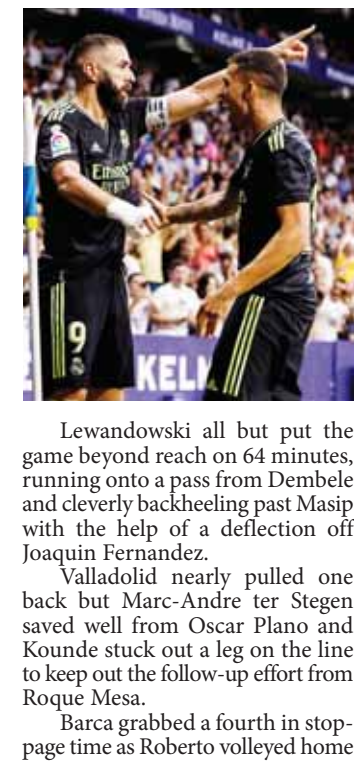 KELME
Emirates
9
KELM
Lewandowski all but put the
game beyond reach on 64 minutes,
running onto a pass from Dembele
and cleverly backheeling past Masip
with the help of a deflection off
Joaquin Fernandez.
Valladolid nearly pulled one
back but Marc-Andre ter Stegen
saved well from Oscar Plano and
Kounde stuck out a leg on the line
to keep out the follow-up effort from
Roque Mesa.
Barca grabbed a fourth in stop-
page time as Roberto volleyed home